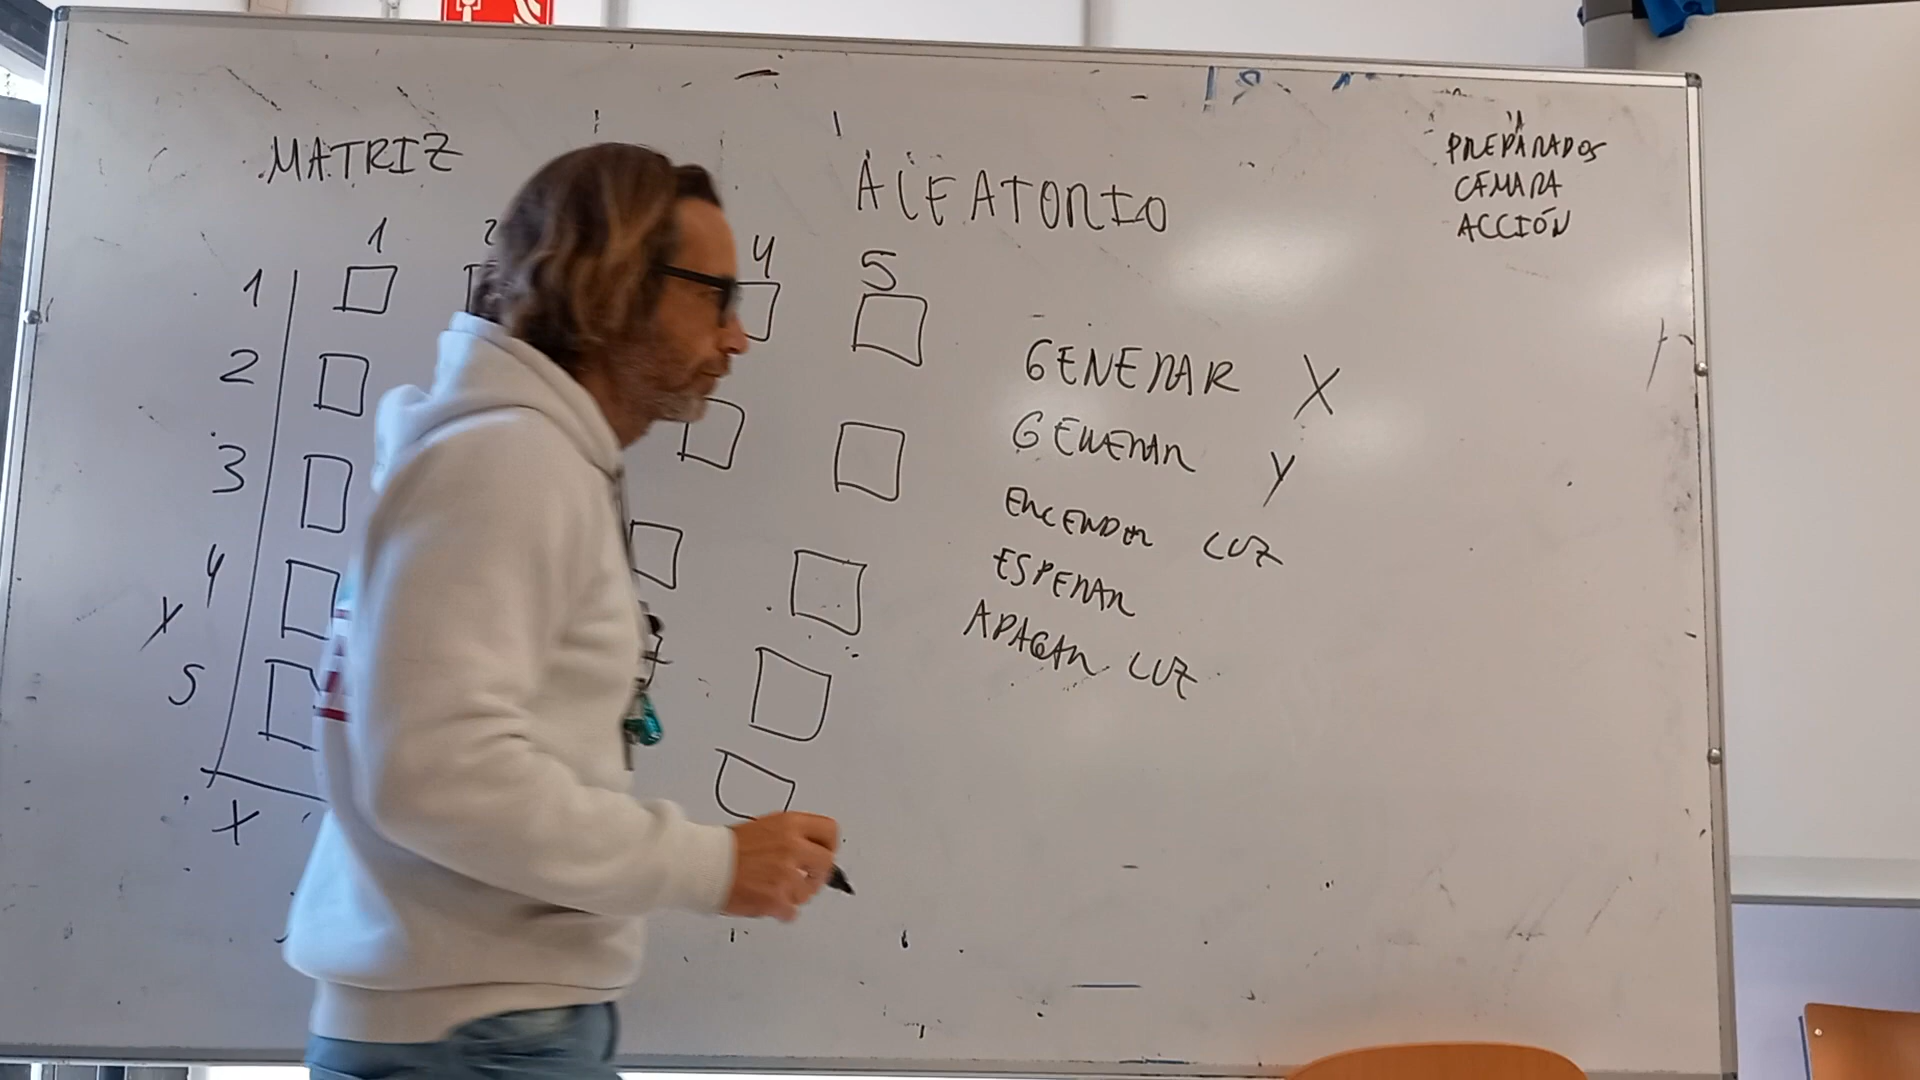 MATRIZ
ALEATORIO
PREPARADOS
CÁMARA
ACCIÓN
1 2 4 5
1
2
3
4
5
Y
X
GENERAR X
GENERAR Y
ENCENDER LUZ
ESPERAR
APAGAR LUZ